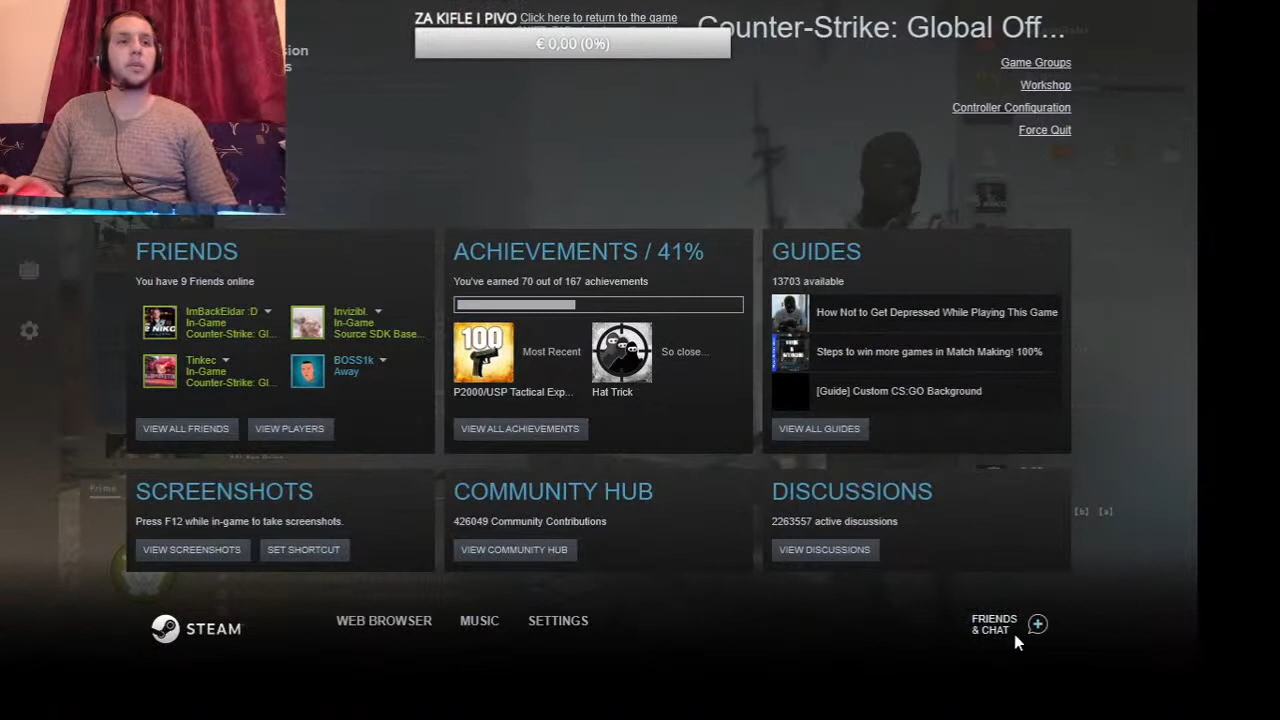 ZA KIFLE I PIVO Click here to return to the game
€ 0,00 (0%)
ounter-Strike: Global Off...
Game Groups
Workshop
Controller Configuration
Force Quit
FRIENDS
You have 9 Friends online
ImBackEldar :D
In-Game
Counter-Strike: Gl...
Invizibl.
In-Game
Source SDK Base...
Tinkec
In-Game
Counter-Strike: Gl...
BOSS1k
Away
VIEW ALL FRIENDS
VIEW PLAYERS
ACHIEVEMENTS / 41%
You've earned 70 out of 167 achievements
100
Most Recent
So close...
P2000/USP Tactical Exp...
Hat Trick
VIEW ALL ACHIEVEMENTS
GUIDES
13703 available
How Not to Get Depressed While Playing This Game
Steps to win more games in Match Making! 100%
[Guide] Custom CS:GO Background
VIEW ALL GUIDES
Prime
SCREENSHOTS
Press F12 while in-game to take screenshots.
VIEW SCREENSHOTS
SET SHORTCUT
COMMUNITY HUB
426049 Community Contributions
VIEW COMMUNITY HUB
DISCUSSIONS
2263557 active discussions
VIEW DISCUSSIONS
STEAM
WEB BROWSER
MUSIC
SETTINGS
FRIENDS
& CHAT